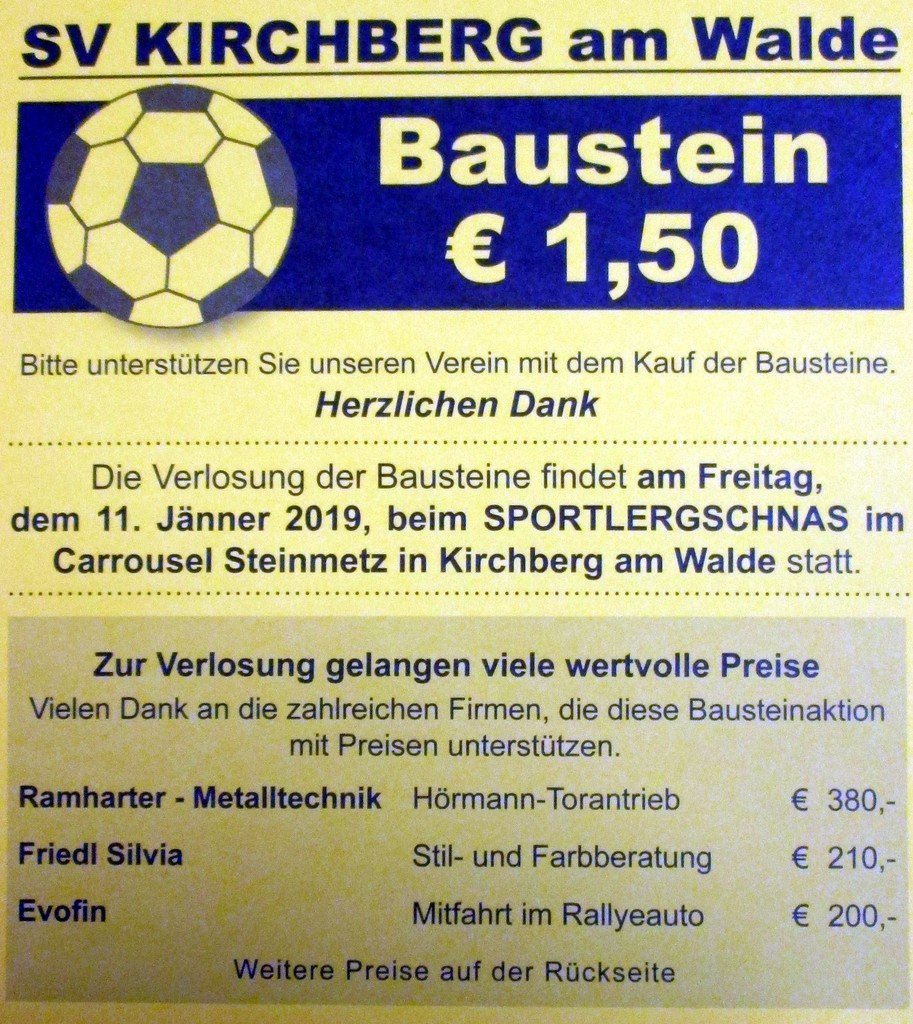 SV KIRCHBERG am Walde
Baustein
€ 1,50
Bitte unterstützen Sie unseren Verein mit dem Kauf der Bausteine.
Herzlichen Dank
Die Verlosung der Bausteine findet am Freitag,
dem 11. Jänner 2019, beim SPORTLERGSCHNAS im
Carrousel Steinmetz in Kirchberg am Walde statt.
Zur Verlosung gelangen viele wertvolle Preise
Vielen Dank an die zahlreichen Firmen, die diese Bausteinaktion
mit Preisen unterstützen.
Ramharter - Metalltechnik Hörmann-Torantrieb € 380,-
Friedl Silvia Stil- und Farbberatung € 210,-
Evofin Mitfahrt im Rallyeauto € 200,-
Weitere Preise auf der Rückseite